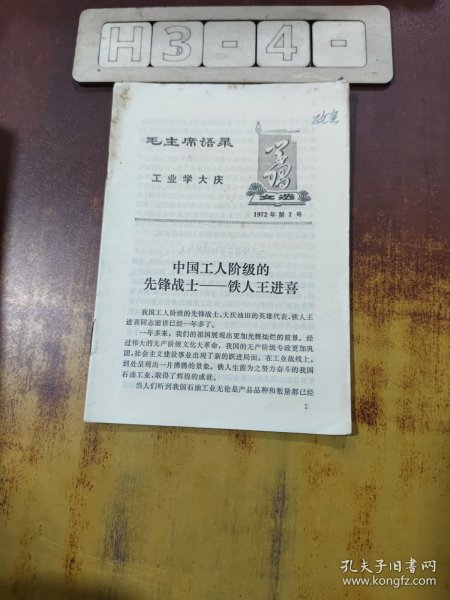 H3-4-
毛主席语录
工业学大庆
文选
1972年第7号
中国工人阶级的
先锋战士——铁人王进喜
我国工人阶级的先锋战士,大庆油田的英雄代表,铁人王
进喜同志逝世已经一年多了。
一年多来,我们的祖国展现出更加光辉灿烂的前景,经
过伟大的无产阶级文化大革命,我国的无产阶级专政更加巩
固,社会主义建设事业出现了新的跃进局面。在工业战线上,
到处呈现出一片沸腾的景象。铁人生前为之努力奋斗的我国
石油工业,取得了辉煌的成就。
当人们听到我国石油工业无论是产品品种和数量都已经
1
孔夫子旧书网
www.kongfz.com